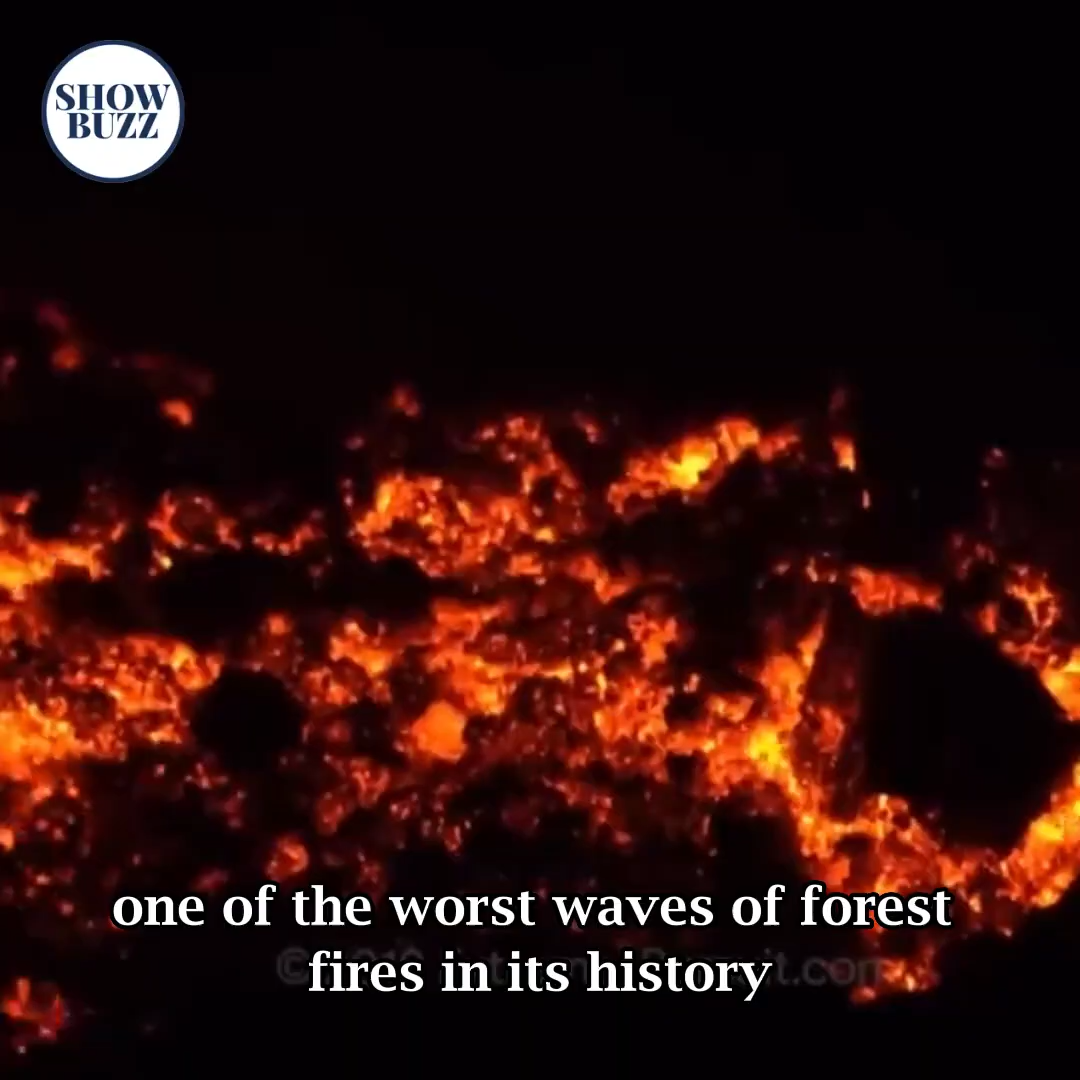 SHOW
BUZZ
one of the worst waves of forest
fires in its history